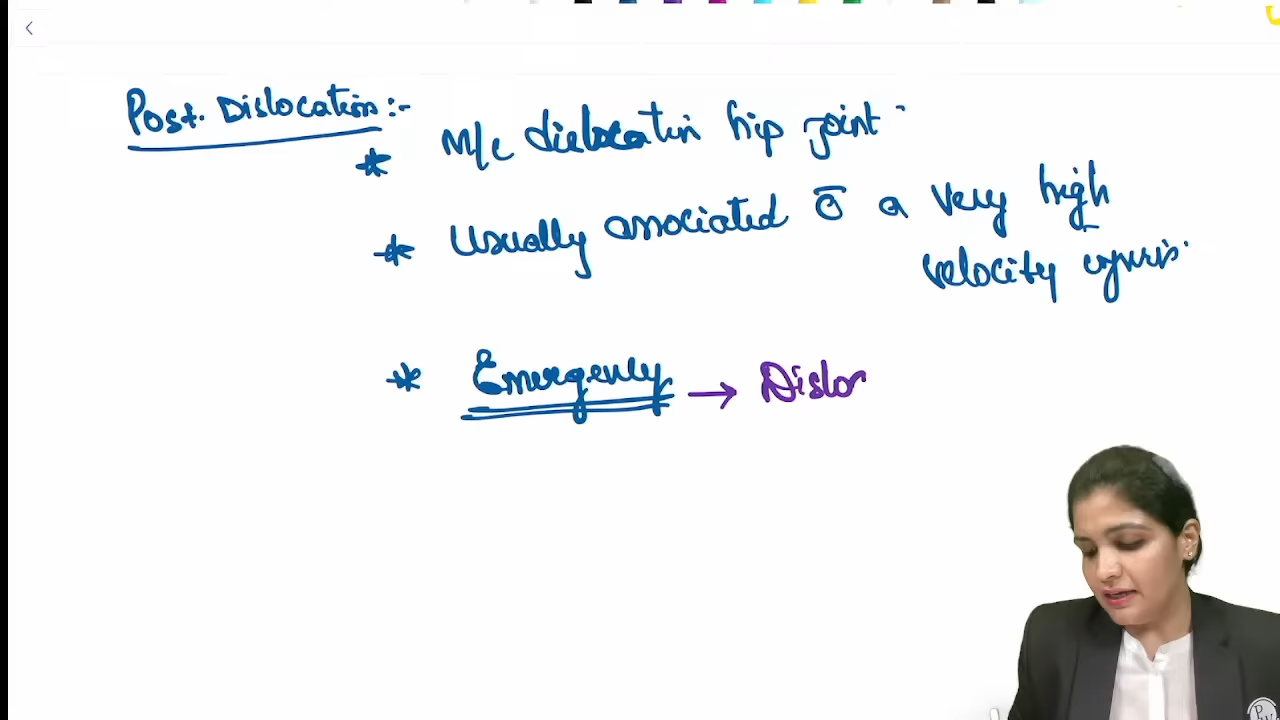 Post. Dislocation :-
* M/c dislocation hip joint
* Usually associated c̄ a very high
velocity injuries.
* Emergency → Dislo